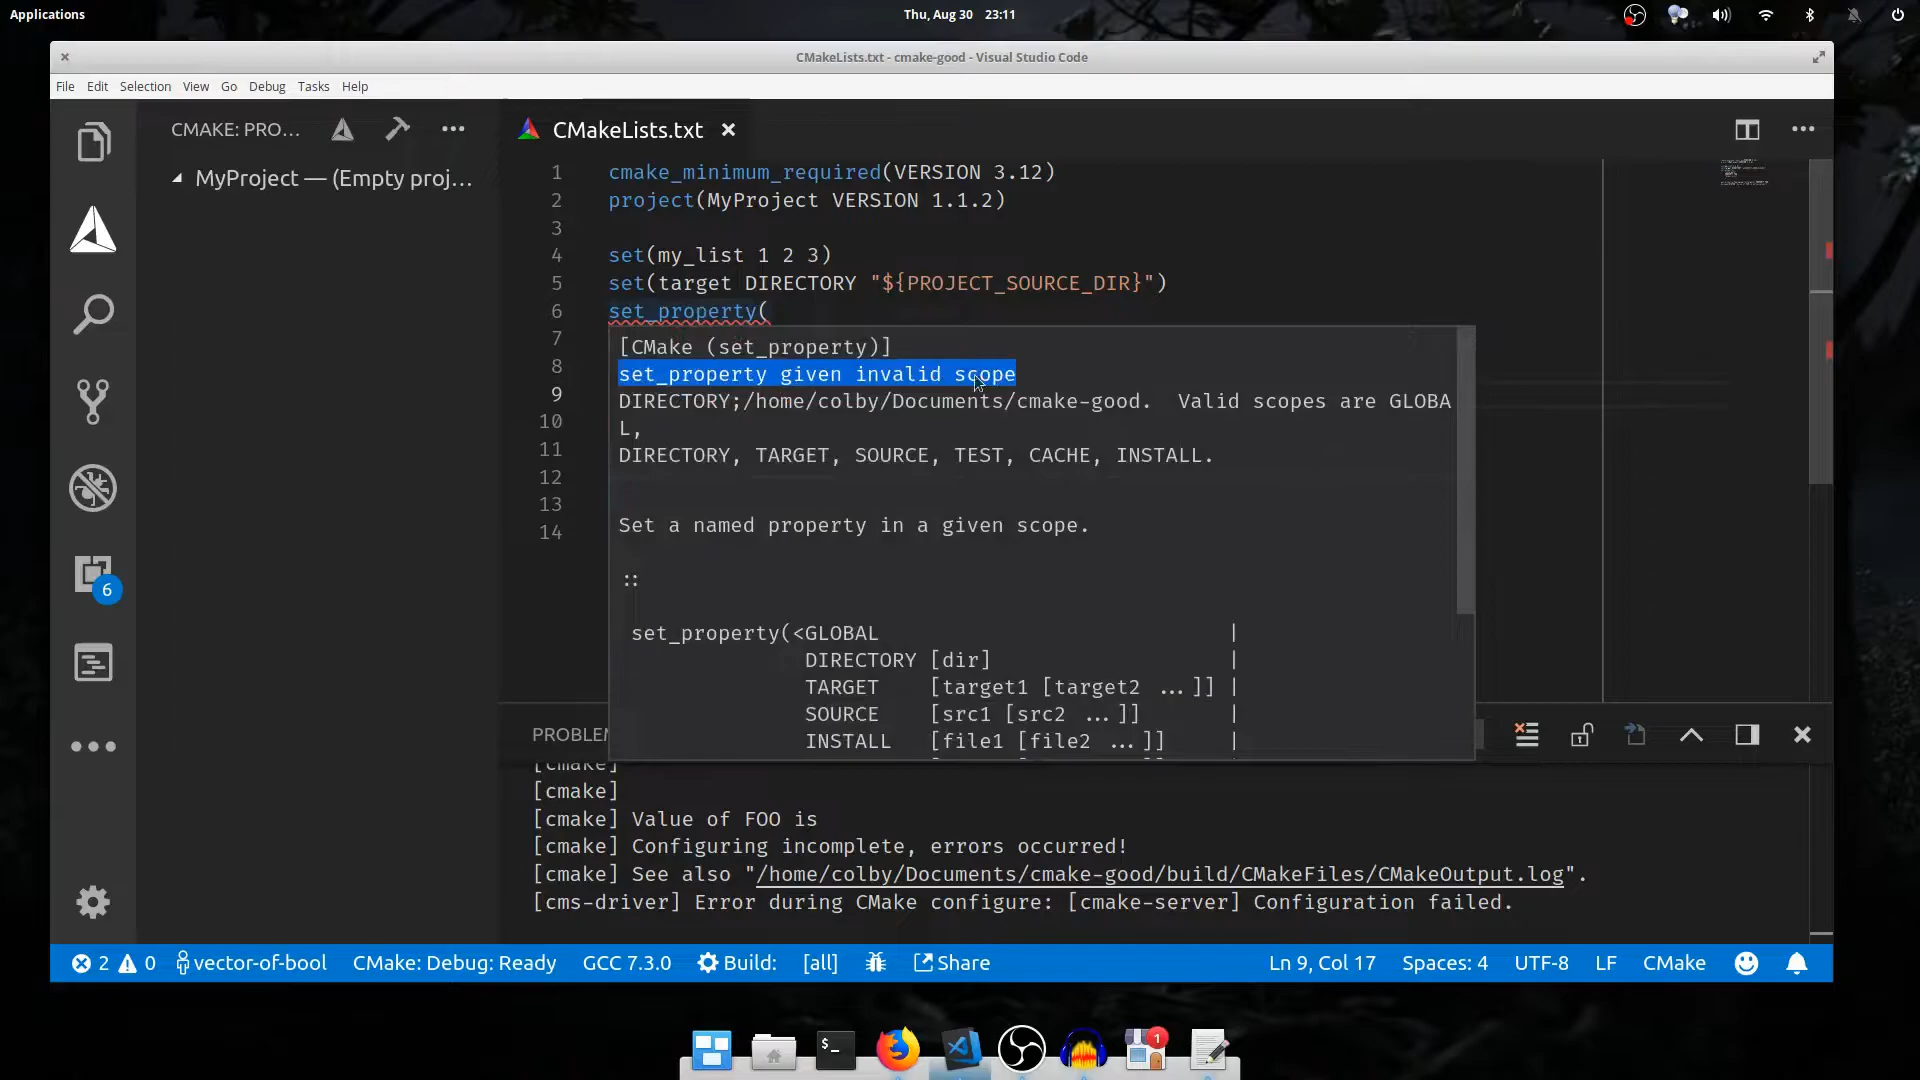 Applications
Thu, Aug 30 23:11
CMakeLists.txt - cmake-good - Visual Studio Code
File Edit Selection View Go Debug Tasks Help
CMAKE: PRO...
MyProject — (Empty proj...
CMakeLists.txt
1 cmake_minimum_required(VERSION 3.12)
2 project(MyProject VERSION 1.1.2)
3
4 set(my_list 1 2 3)
5 set(target DIRECTORY "${PROJECT_SOURCE_DIR}")
6 set_property(
7
8
9
10
11
12
13
14
[CMake (set_property)]
set_property given invalid scope
DIRECTORY;/home/colby/Documents/cmake-good.  Valid scopes are GLOBA
L,
DIRECTORY, TARGET, SOURCE, TEST, CACHE, INSTALL.
Set a named property in a given scope.
::
set_property(<GLOBAL |
DIRECTORY [dir] |
TARGET [target1 [target2 ...]] |
SOURCE [src1 [src2 ...]] |
INSTALL [file1 [file2 ...]] |
6
[cmake]
[cmake]
[cmake] Value of FOO is
[cmake] Configuring incomplete, errors occurred!
[cmake] See also "/home/colby/Documents/cmake-good/build/CMakeFiles/CMakeOutput.log".
[cms-driver] Error during CMake configure: [cmake-server] Configuration failed.
2 0 vector-of-bool CMake: Debug: Ready GCC 7.3.0 Build: [all] Share Ln 9, Col 17 Spaces: 4 UTF-8 LF CMake
$_
1